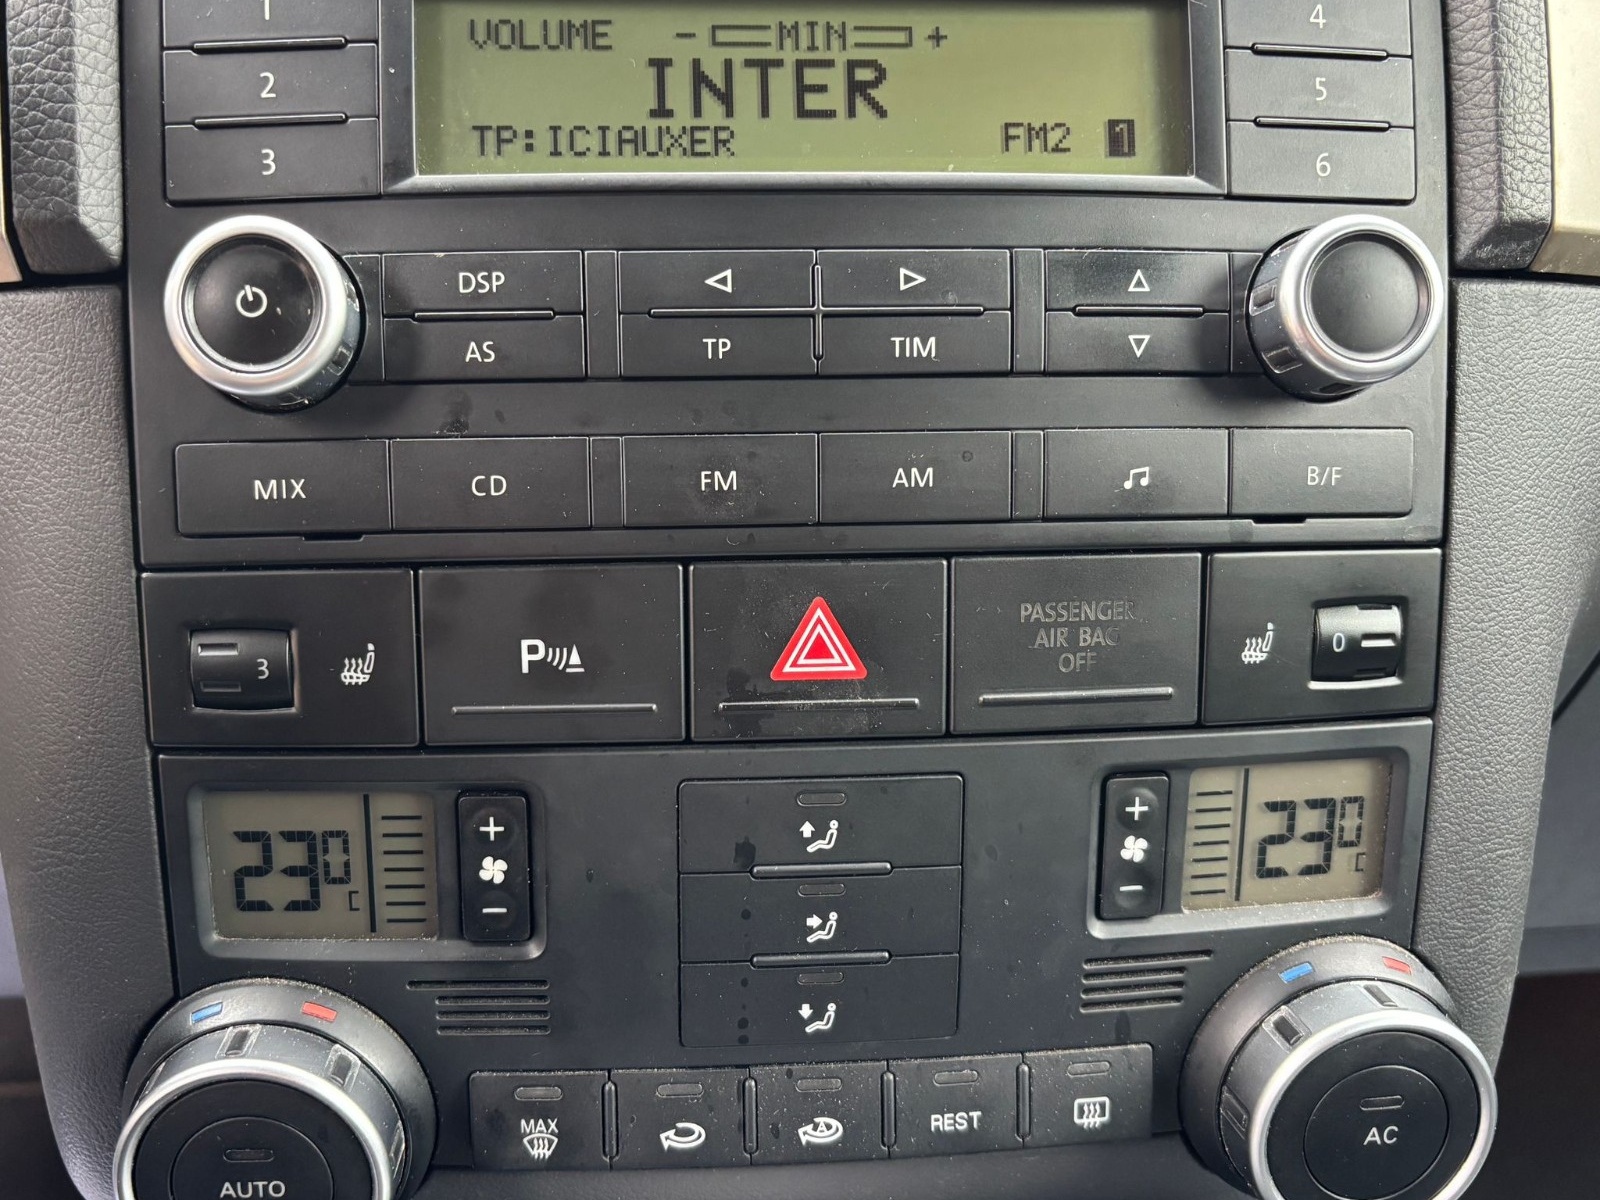 1
4
VOLUME - MIN +
INTER
TP:ICIAUXER FM2 1
2
5
3
6
DSP
AS
TP
TIM
MIX
CD
FM
AM
B/F
3
P
PASSENGER
AIR BAG
OFF
0
23°C
+
-
+
-
23°C
MAX
A
REST
AUTO
AC